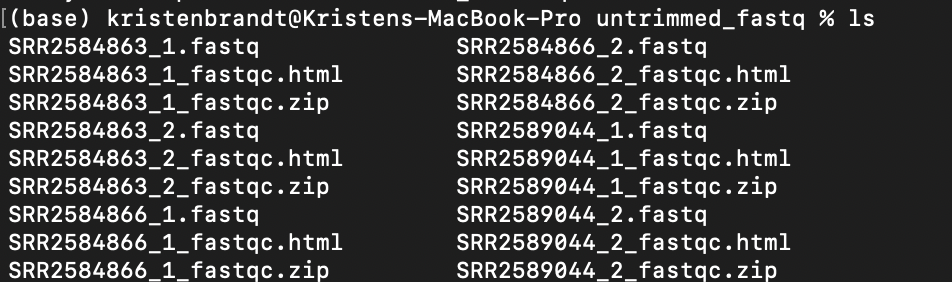 [(base) kristenbrandt@Kristens-MacBook-Pro untrimmed_fastq % ls
SRR2584863_1.fastq SRR2584866_2.fastq
SRR2584863_1_fastqc.html SRR2584866_2_fastqc.html
SRR2584863_1_fastqc.zip SRR2584866_2_fastqc.zip
SRR2584863_2.fastq SRR2589044_1.fastq
SRR2584863_2_fastqc.html SRR2589044_1_fastqc.html
SRR2584863_2_fastqc.zip SRR2589044_1_fastqc.zip
SRR2584866_1.fastq SRR2589044_2.fastq
SRR2584866_1_fastqc.html SRR2589044_2_fastqc.html
SRR2584866_1_fastqc.zip SRR2589044_2_fastqc.zip